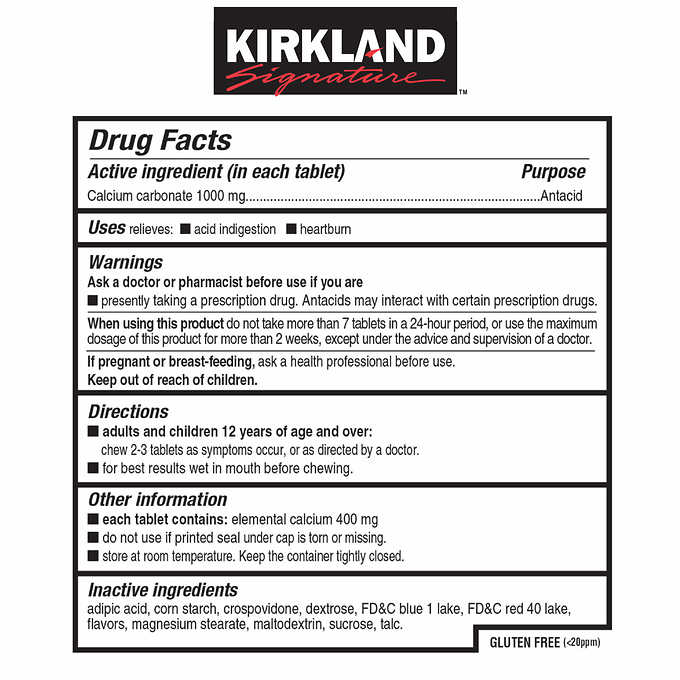 KIRKLAND
Signature™
Drug Facts
Active ingredient (in each tablet) Purpose
Calcium carbonate 1000 mg....................................................................................Antacid
Uses relieves: ■ acid indigestion ■ heartburn
Warnings
Ask a doctor or pharmacist before use if you are
■ presently taking a prescription drug. Antacids may interact with certain prescription drugs.
When using this product do not take more than 7 tablets in a 24-hour period, or use the maximum
dosage of this product for more than 2 weeks, except under the advice and supervision of a doctor.
If pregnant or breast-feeding, ask a health professional before use.
Keep out of reach of children.
Directions
■ adults and children 12 years of age and over:
chew 2-3 tablets as symptoms occur, or as directed by a doctor.
■ for best results wet in mouth before chewing.
Other information
■ each tablet contains: elemental calcium 400 mg
■ do not use if printed seal under cap is torn or missing.
■ store at room temperature. Keep the container tightly closed.
Inactive ingredients
adipic acid, corn starch, crospovidone, dextrose, FD&C blue 1 lake, FD&C red 40 lake,
flavors, magnesium stearate, maltodextrin, sucrose, talc.
GLUTEN FREE (<20ppm)